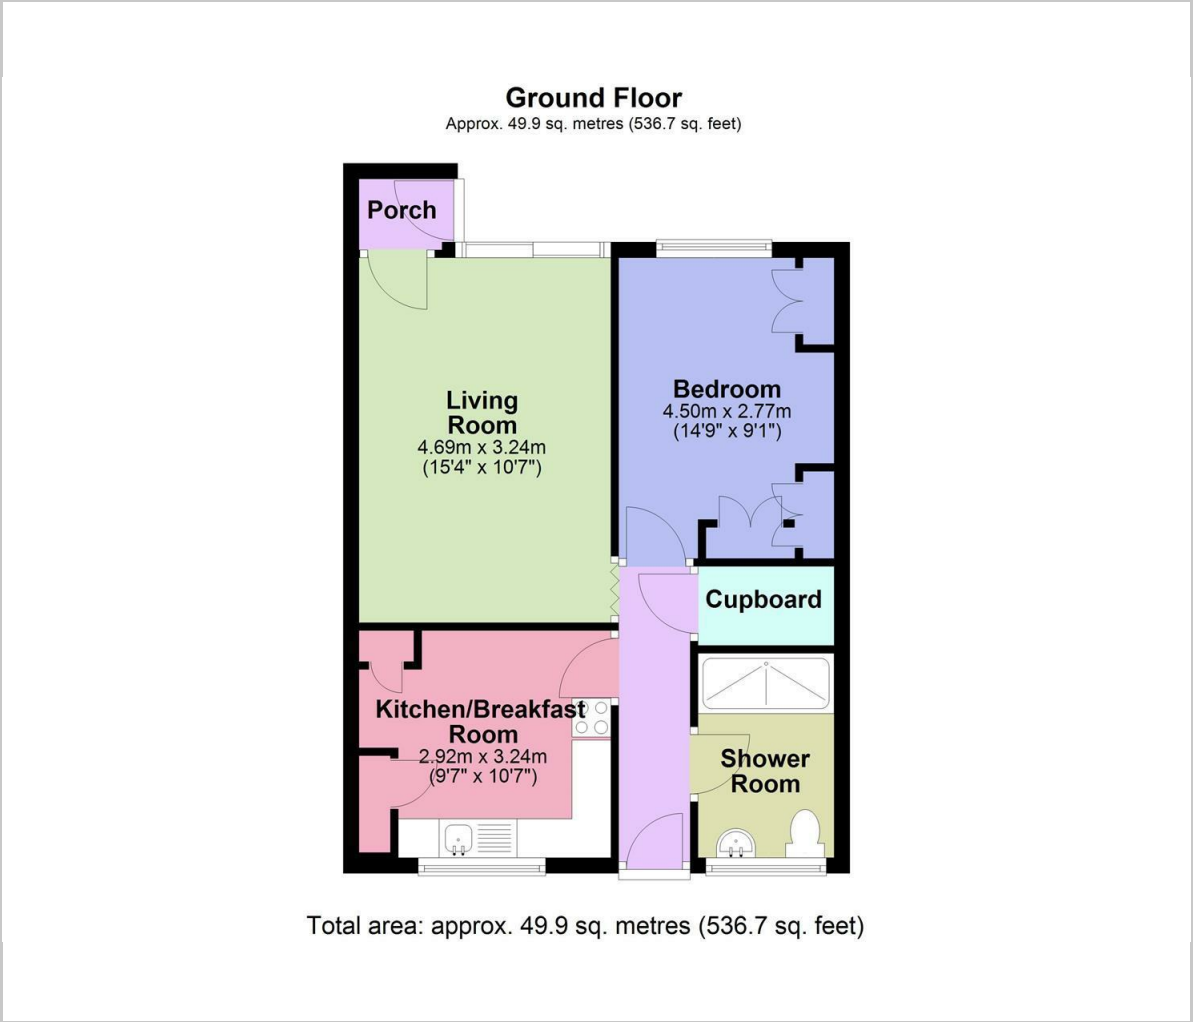 Ground Floor
Approx. 49.9 sq. metres (536.7 sq. feet)
Porch
Living
Room
4.69m x 3.24m
(15'4" x 10'7")
Bedroom
4.50m x 2.77m
(14'9" x 9'1")
Cupboard
Kitchen/Breakfast
Room
2.92m x 3.24m
(9'7" x 10'7")
Shower
Room
Total area: approx. 49.9 sq. metres (536.7 sq. feet)